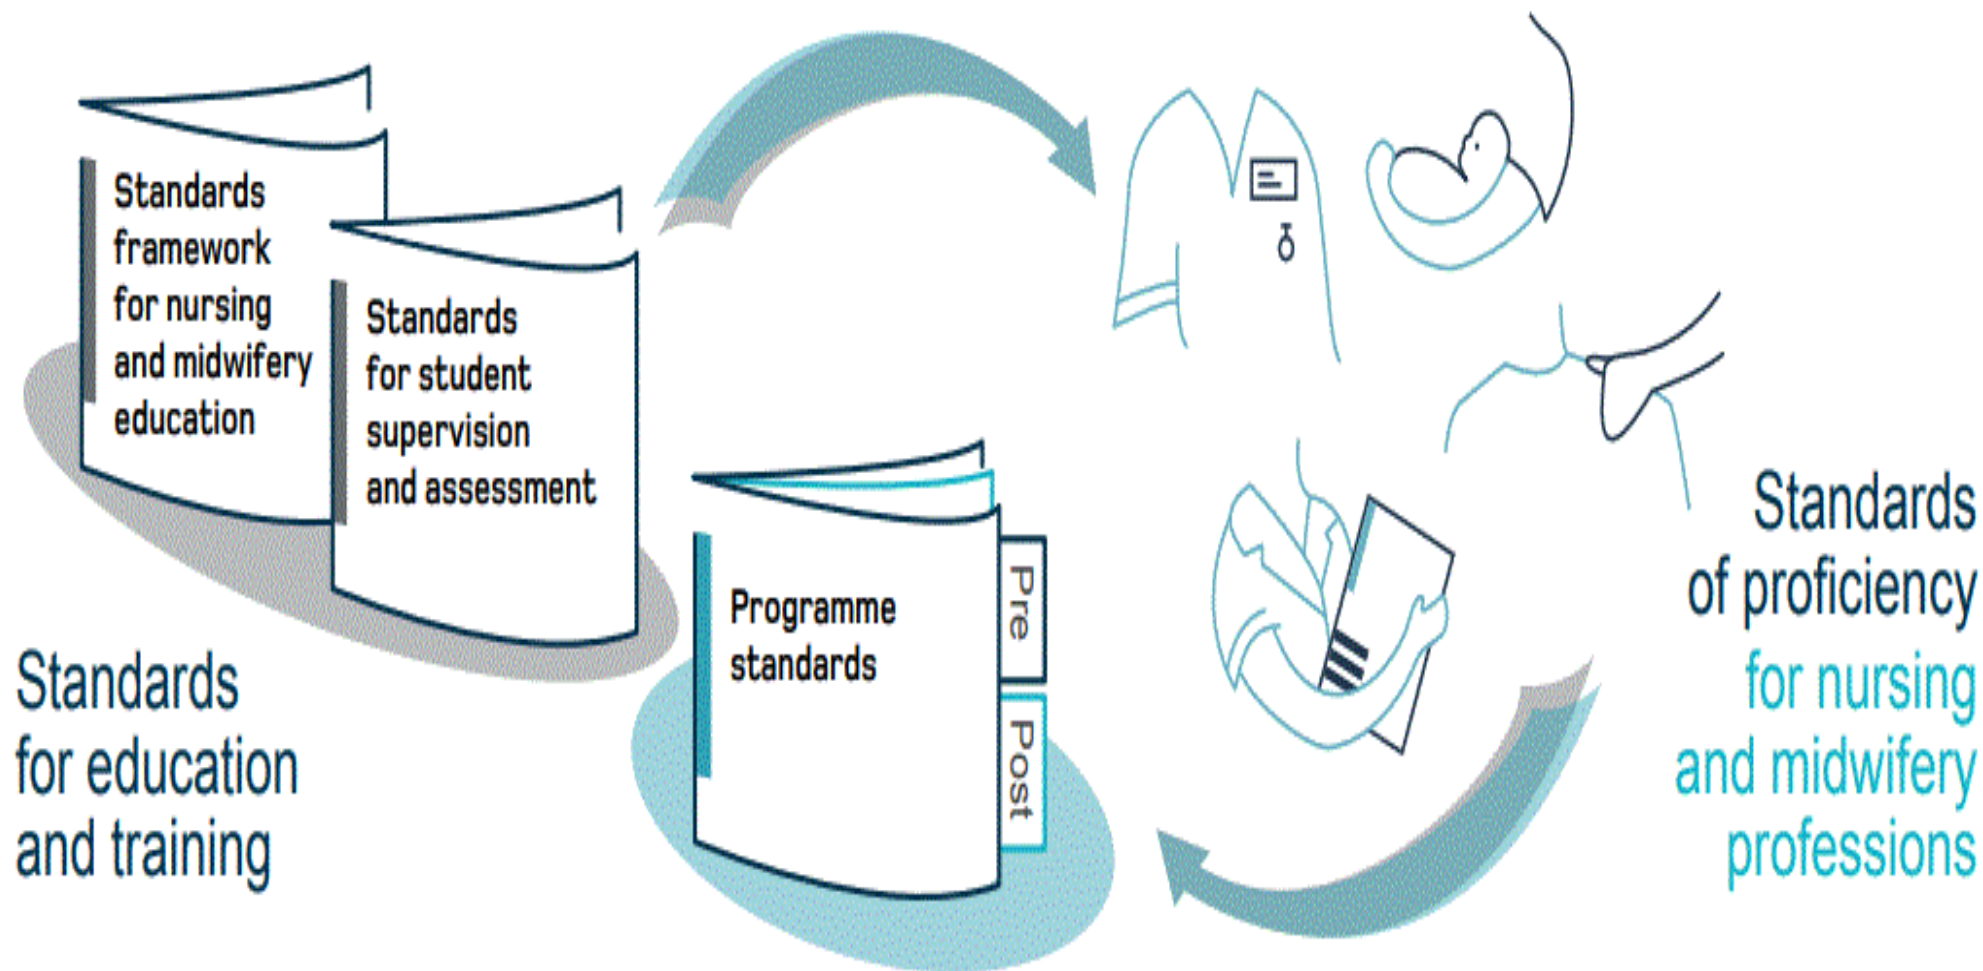 Standards
framework
for nursing
and midwifery
education
Standards
for student
supervision
and assessment
Programme
standards
Pre
Post
Standards
for education
and training
Standards
of proficiency
for nursing
and midwifery
professions